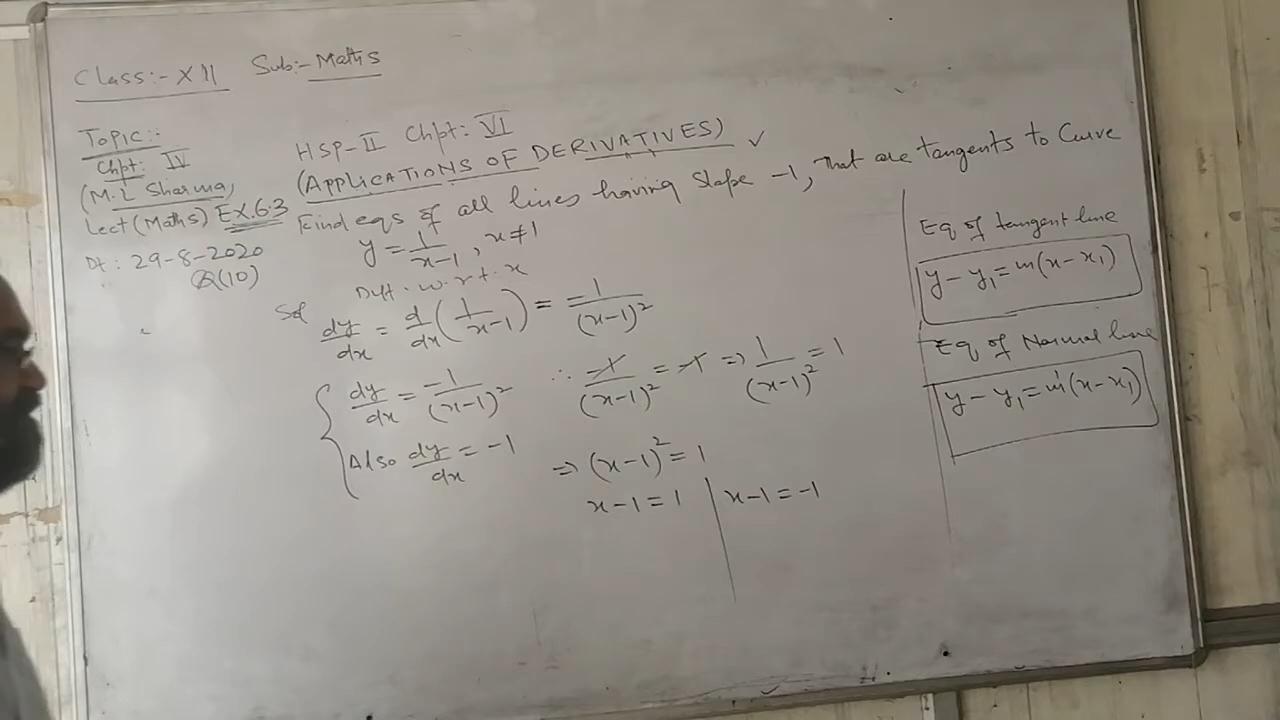 Class:- XII Sub:- Maths
Topic::
Chpt: IV
(M.L Sharma,
Lect (Maths) EX.6.3
Dt: 29-8-2020
Q(10)
HSP-II Chpt: VI
(APPlicATIONS OF DERIVATIVES) ✓
Find eqs of all lines having Slope -1, That are tangents to Curve
y = 1/(x-1), x ≠ 1
Diff. w.r.t. x
Sol dy/dx = d/dx (1/(x-1)) = -1/(x-1)²
dy/dx = -1/(x-1)² ∴ -1/(x-1)² = -1 ⇒ 1/(x-1)² = 1
Also dy/dx = -1 ⇒ (x-1)² = 1
x-1 = 1 | x-1 = -1
Eq of tangent line
y - y₁ = m(x - x₁)
Eq of Normal line
y - y₁ = m'(x - x₁)